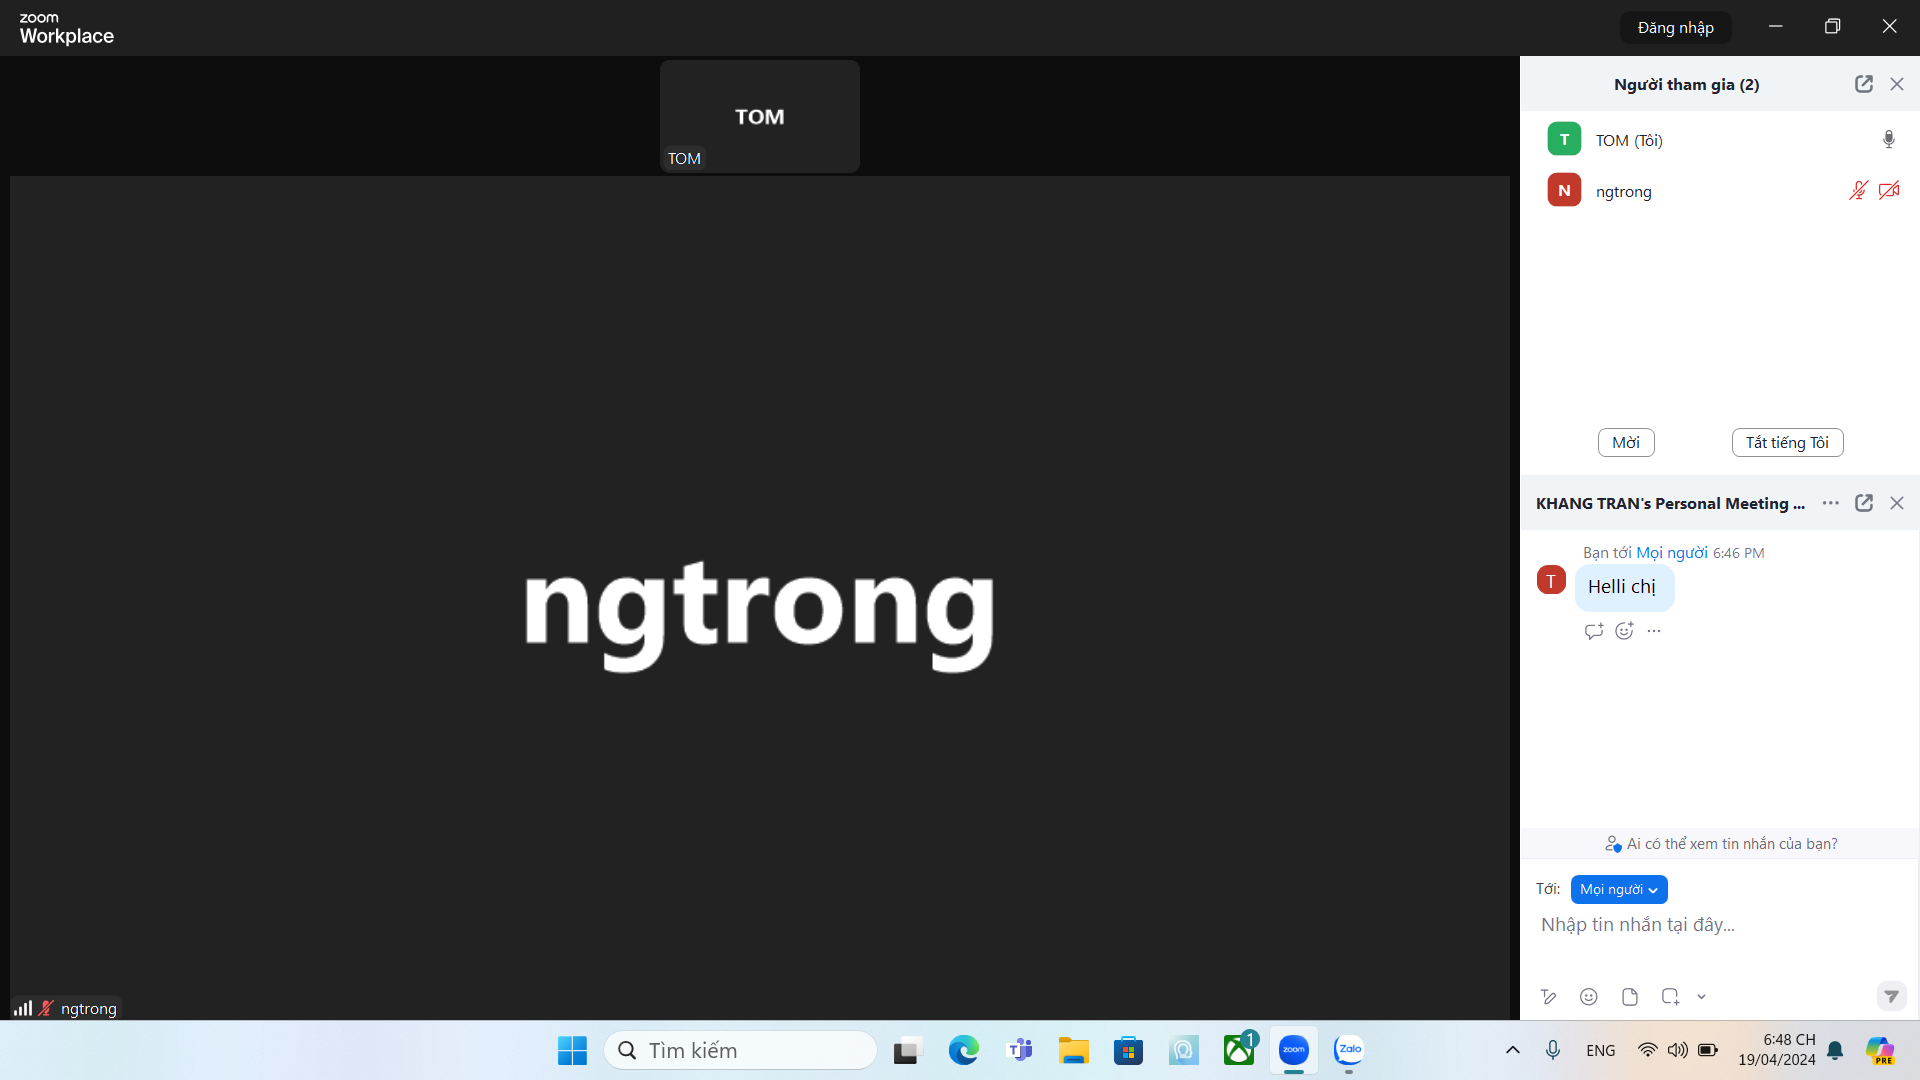 zoom
Workplace
Đăng nhập
TOM
TOM
Người tham gia (2)
T
TOM (Tôi)
N
ngtrong
Mời
Tắt tiếng Tôi
ngtrong
KHANG TRAN's Personal Meeting ...
Bạn tới Mọi người 6:46 PM
T
Helli chị
Ai có thể xem tin nhắn của bạn?
Tới:
Mọi người
Nhập tin nhắn tại đây...
ngtrong
Tìm kiếm
1
zoom
Zalo
ENG
6:48 CH
19/04/2024
PRE